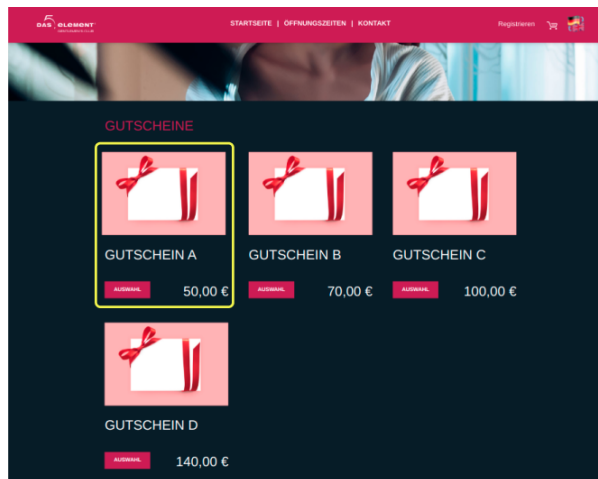 DAS element
STARTSEITE | ÖFFNUNGSZEITEN | KONTAKT
Registrieren
GUTSCHEINE
GUTSCHEIN A
AUSWAHL
50,00 €
GUTSCHEIN B
AUSWAHL
70,00 €
GUTSCHEIN C
AUSWAHL
100,00 €
GUTSCHEIN D
AUSWAHL
140,00 €